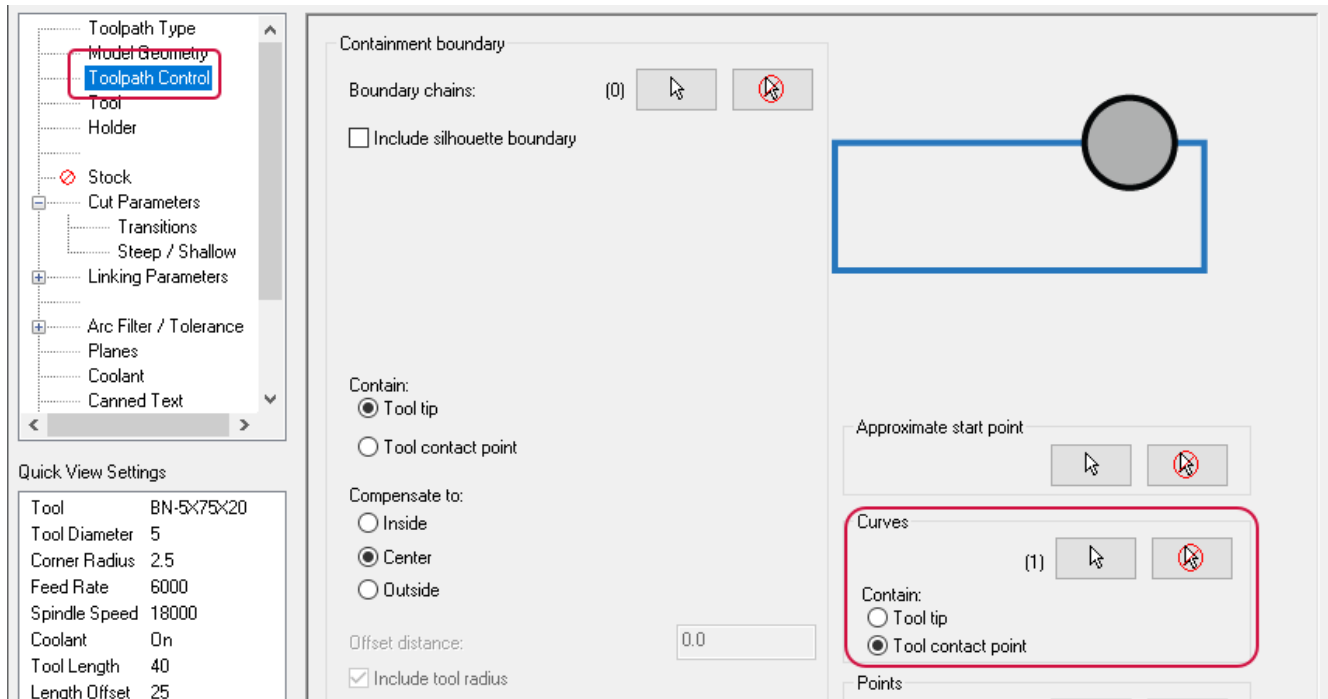 Toolpath Type
Model Geometry
Toolpath Control
Tool
Holder
Stock
Cut Parameters
Transitions
Steep / Shallow
Linking Parameters
Arc Filter / Tolerance
Planes
Coolant
Canned Text
Quick View Settings
Tool BN-5X75X20
Tool Diameter 5
Corner Radius 2.5
Feed Rate 6000
Spindle Speed 18000
Coolant On
Tool Length 40
Length Offset 25
Containment boundary
Boundary chains: (0)
Include silhouette boundary
Contain:
Tool tip
Tool contact point
Compensate to:
Inside
Center
Outside
Offset distance: 0.0
Include tool radius
Approximate start point
Curves
(1)
Contain:
Tool tip
Tool contact point
Points